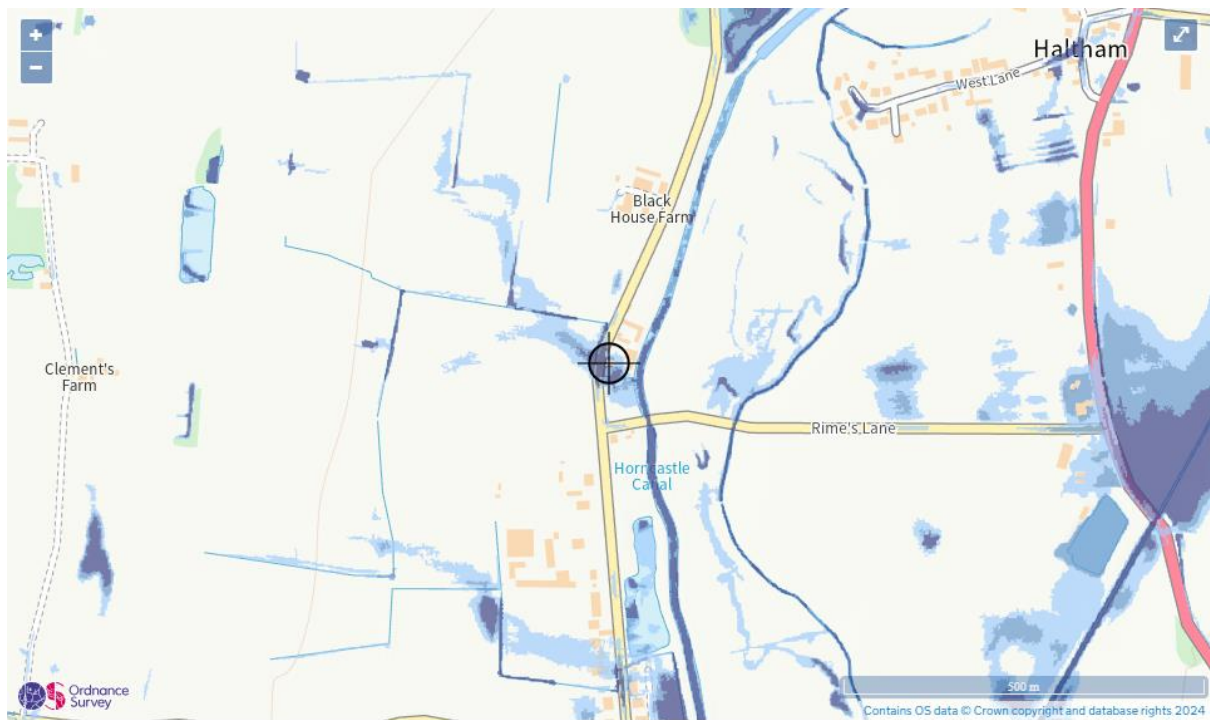 +
−
Haltham
West Lane
Black
House Farm
Clement's
Farm
Rime's Lane
Horncastle
Canal
500 m
Ordnance
Survey
Contains OS data © Crown copyright and database rights 2024